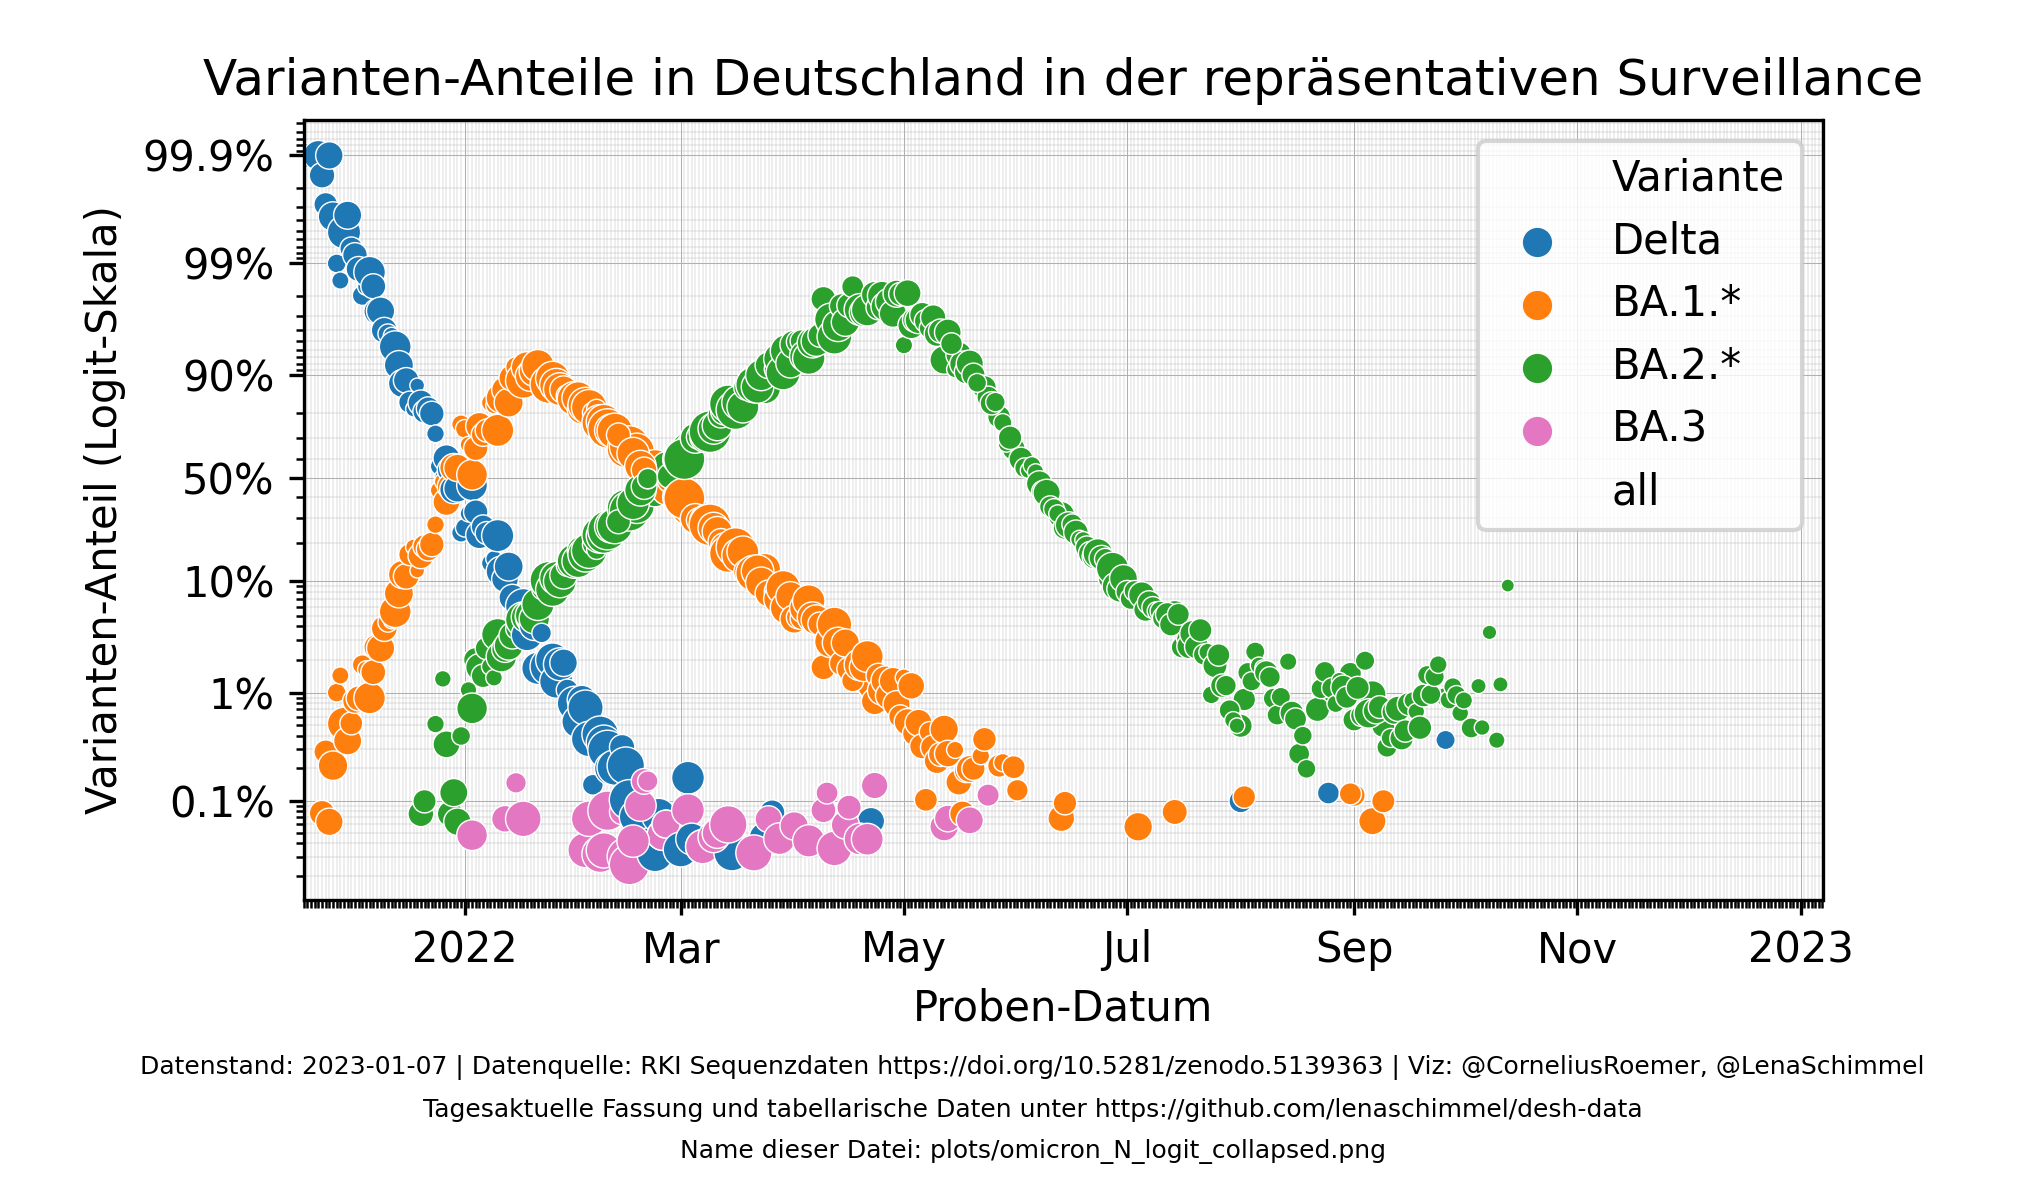 Varianten-Anteile in Deutschland in der repräsentativen Surveillance
Varianten-Anteil (Logit-Skala)
99.9%
99%
90%
50%
10%
1%
0.1%
Variante
Delta
BA.1.*
BA.2.*
BA.3
all
2022 Mar May Jul Sep Nov 2023
Proben-Datum
Datenstand: 2023-01-07 | Datenquelle: RKI Sequenzdaten https://doi.org/10.5281/zenodo.5139363 | Viz: @CorneliusRoemer, @LenaSchimmel
Tagesaktuelle Fassung und tabellarische Daten unter https://github.com/lenaschimmel/desh-data
Name dieser Datei: plots/omicron_N_logit_collapsed.png